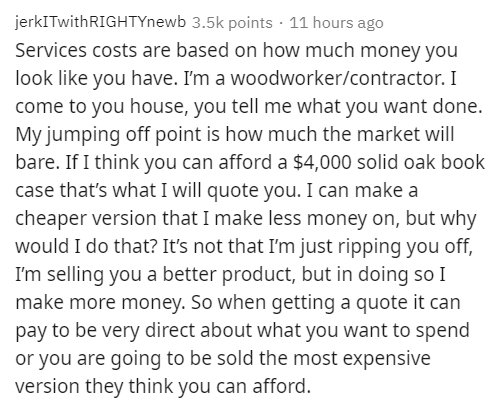 jerkITwithRIGHTYnewb 3.5k points · 11 hours ago
Services costs are based on how much money you
look like you have. I'm a woodworker/contractor. I
come to you house, you tell me what you want done.
My jumping off point is how much the market will
bare. If I think you can afford a $4,000 solid oak book
case that's what I will quote you. I can make a
cheaper version that I make less money on, but why
would I do that? It's not that I'm just ripping you off,
I'm selling you a better product, but in doing so I
make more money. So when getting a quote it can
pay to be very direct about what you want to spend
or you are going to be sold the most expensive
version they think you can afford.